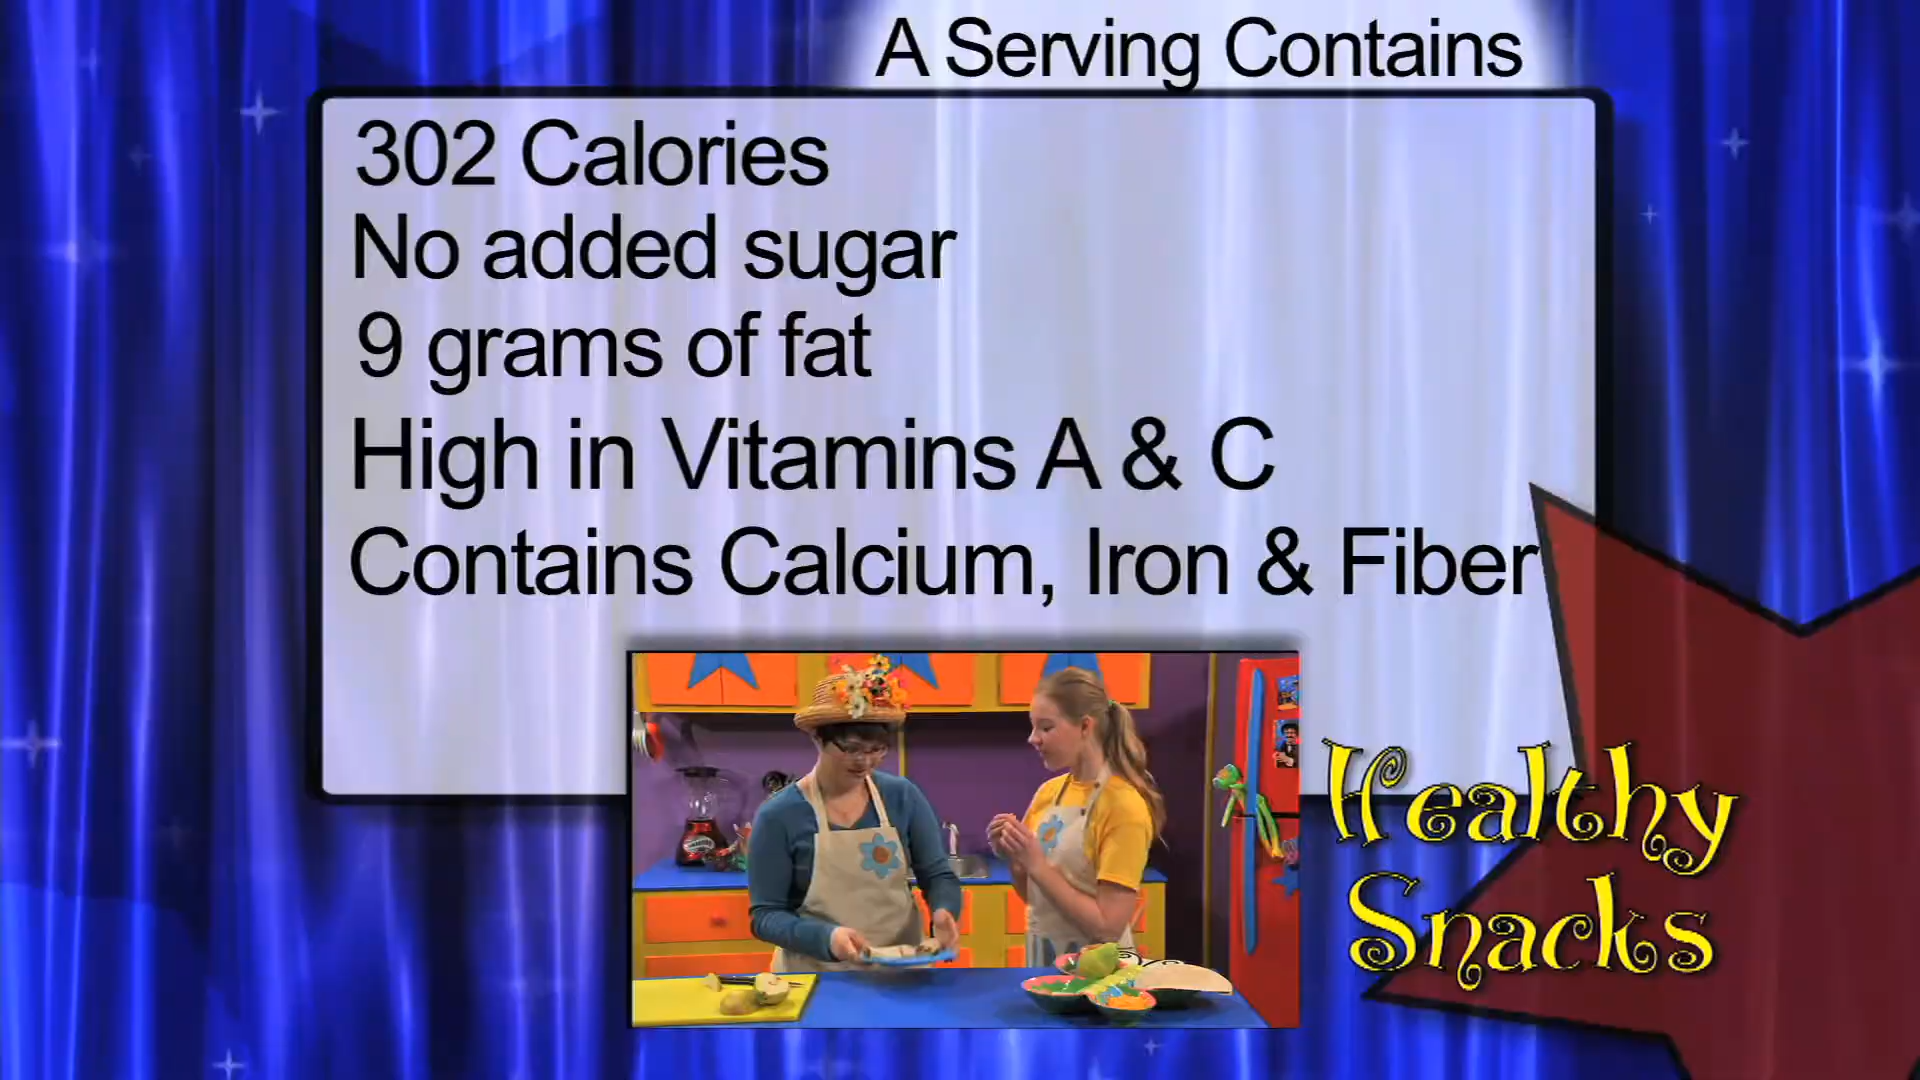 A Serving Contains
302 Calories
No added sugar
9 grams of fat
High in Vitamins A & C
Contains Calcium, Iron & Fiber
Healthy
Snacks